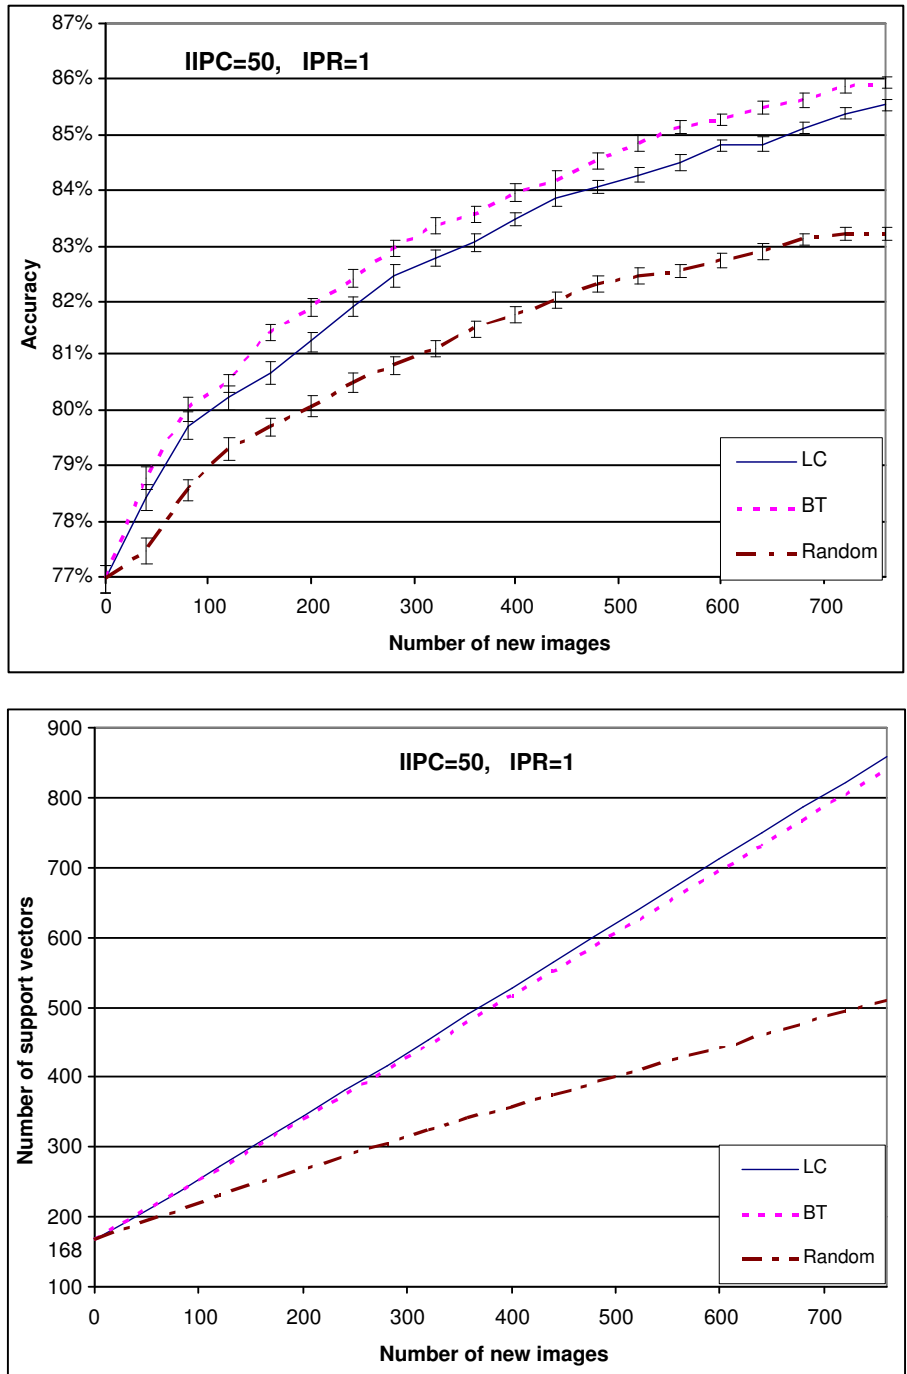 87%
IIPC=50, IPR=1
86%
85%
84%
83%
82%
81%
80%
79%
78%
77%
Accuracy
LC
BT
Random
0 100 200 300 400 500 600 700
Number of new images
900
IIPC=50, IPR=1
800
700
600
500
400
300
200
168
100
Number of support vectors
LC
BT
Random
0 100 200 300 400 500 600 700
Number of new images